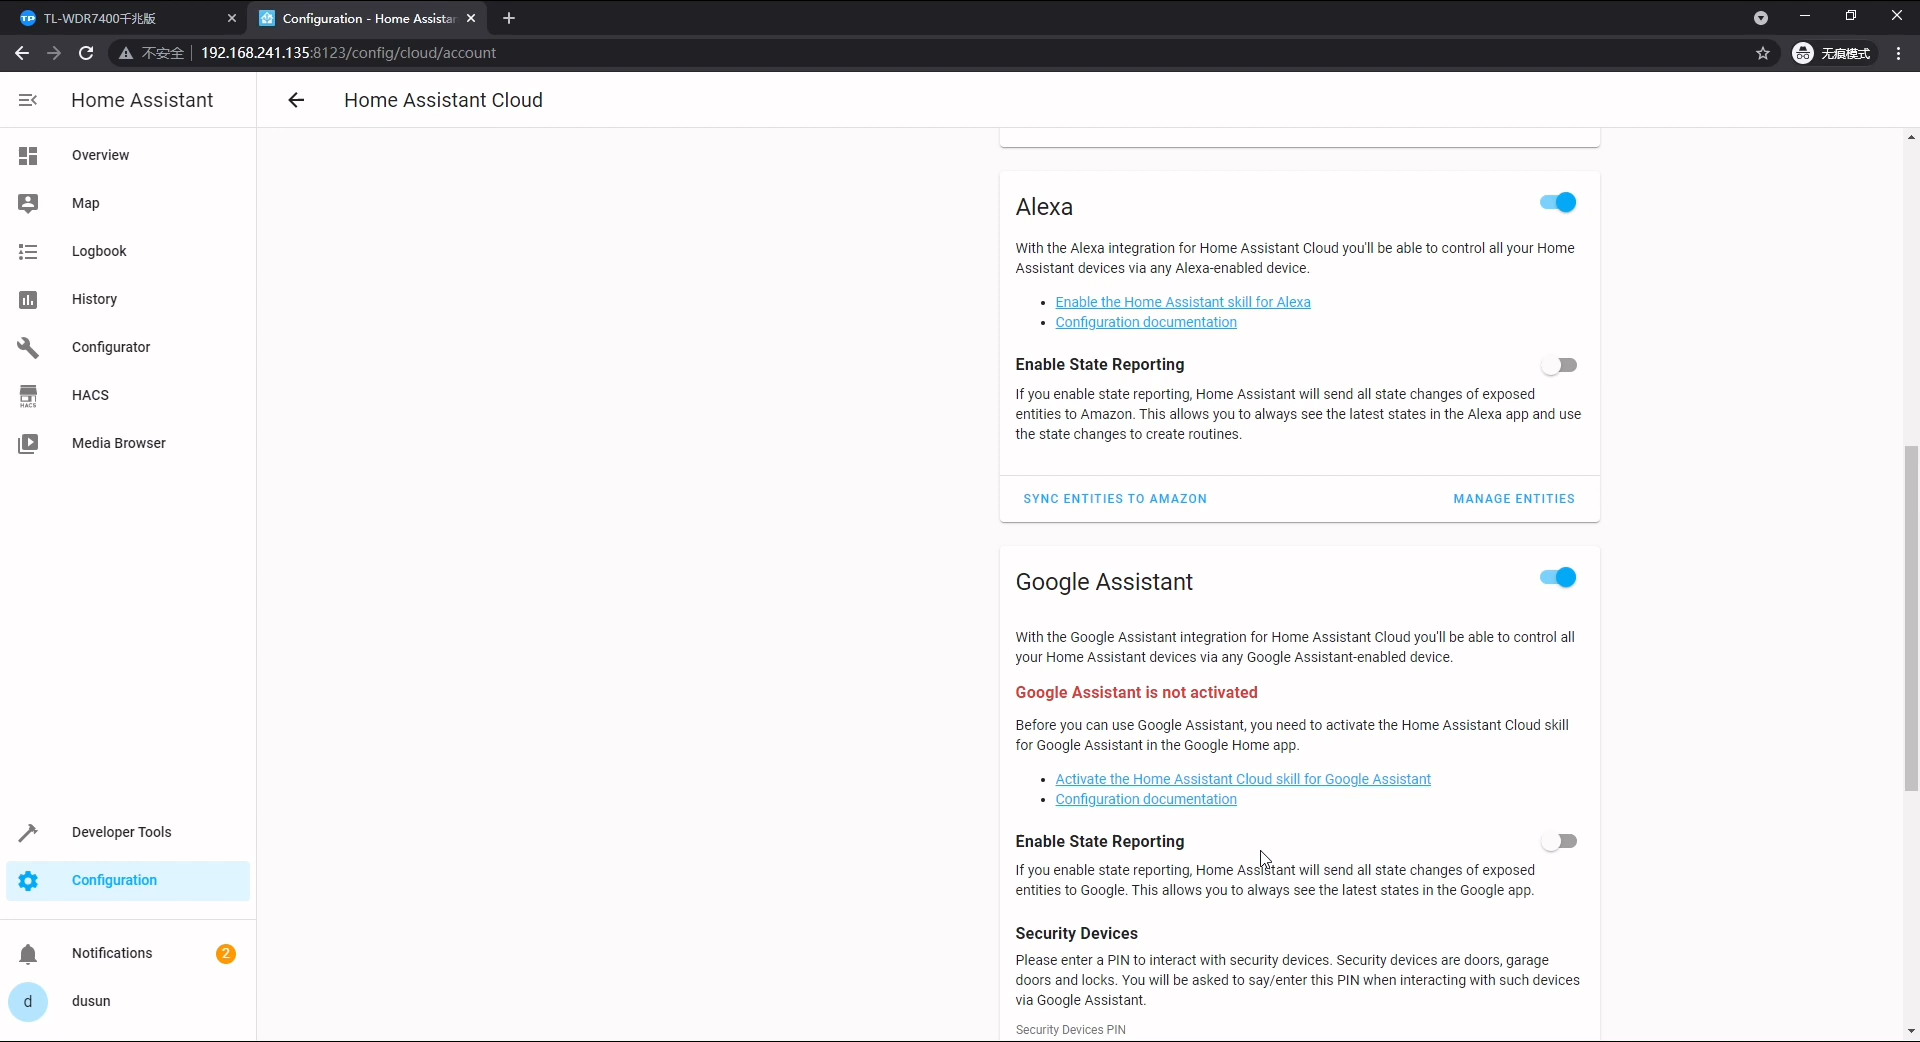 TL-WDR7400千兆版
Configuration - Home Assistan
不安全
192.168.241.135:8123/config/cloud/account
无痕模式
Home Assistant
Home Assistant Cloud
Overview
Map
Logbook
History
Configurator
HACS
HACS
Media Browser
Developer Tools
Configuration
Notifications
2
d
dusun
Alexa
With the Alexa integration for Home Assistant Cloud you'll be able to control all your Home
Assistant devices via any Alexa-enabled device.
Enable the Home Assistant skill for Alexa
Configuration documentation
Enable State Reporting
If you enable state reporting, Home Assistant will send all state changes of exposed
entities to Amazon. This allows you to always see the latest states in the Alexa app and use
the state changes to create routines.
SYNC ENTITIES TO AMAZON
MANAGE ENTITIES
Google Assistant
With the Google Assistant integration for Home Assistant Cloud you'll be able to control all
your Home Assistant devices via any Google Assistant-enabled device.
Google Assistant is not activated
Before you can use Google Assistant, you need to activate the Home Assistant Cloud skill
for Google Assistant in the Google Home app.
Activate the Home Assistant Cloud skill for Google Assistant
Configuration documentation
Enable State Reporting
If you enable state reporting, Home Assistant will send all state changes of exposed
entities to Google. This allows you to always see the latest states in the Google app.
Security Devices
Please enter a PIN to interact with security devices. Security devices are doors, garage
doors and locks. You will be asked to say/enter this PIN when interacting with such devices
via Google Assistant.
Security Devices PIN